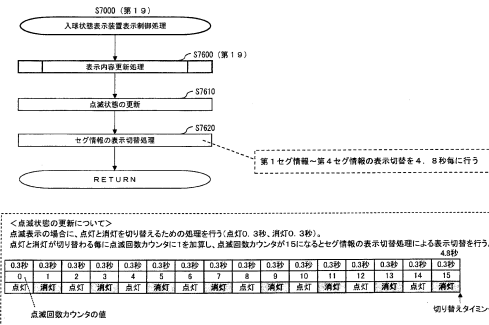 S7000（第１９）
入球状態表示装置表示制御処理
S7600（第１９）
表示内容更新処理
S7610
点滅状態の更新
S7620
セグ情報の表示切替処理
第１セグ情報～第４セグ情報の表示切替を４．８秒毎に行う
ＲＥＴＵＲＮ
＜点滅状態の更新について＞
点滅表示の場合に、点灯と消灯を切り替えるための処理を行う（点灯0．3秒、消灯0．3秒）。
点灯と消灯が切り替わる毎に点滅回数カウンタに1を加算し、点滅回数カウンタが15になるとセグ情報の表示切替処理による表示切替を行う。
4.8秒
0.3秒 0.3秒 0.3秒 0.3秒 0.3秒 0.3秒 0.3秒 0.3秒 0.3秒 0.3秒 0.3秒 0.3秒 0.3秒 0.3秒 0.3秒 0.3秒
0 1 2 3 4 5 6 7 8 9 10 11 12 13 14 15
点灯 消灯 点灯 消灯 点灯 消灯 点灯 消灯 点灯 消灯 点灯 消灯 点灯 消灯 点灯 消灯
点滅回数カウンタの値
切り替えタイミン